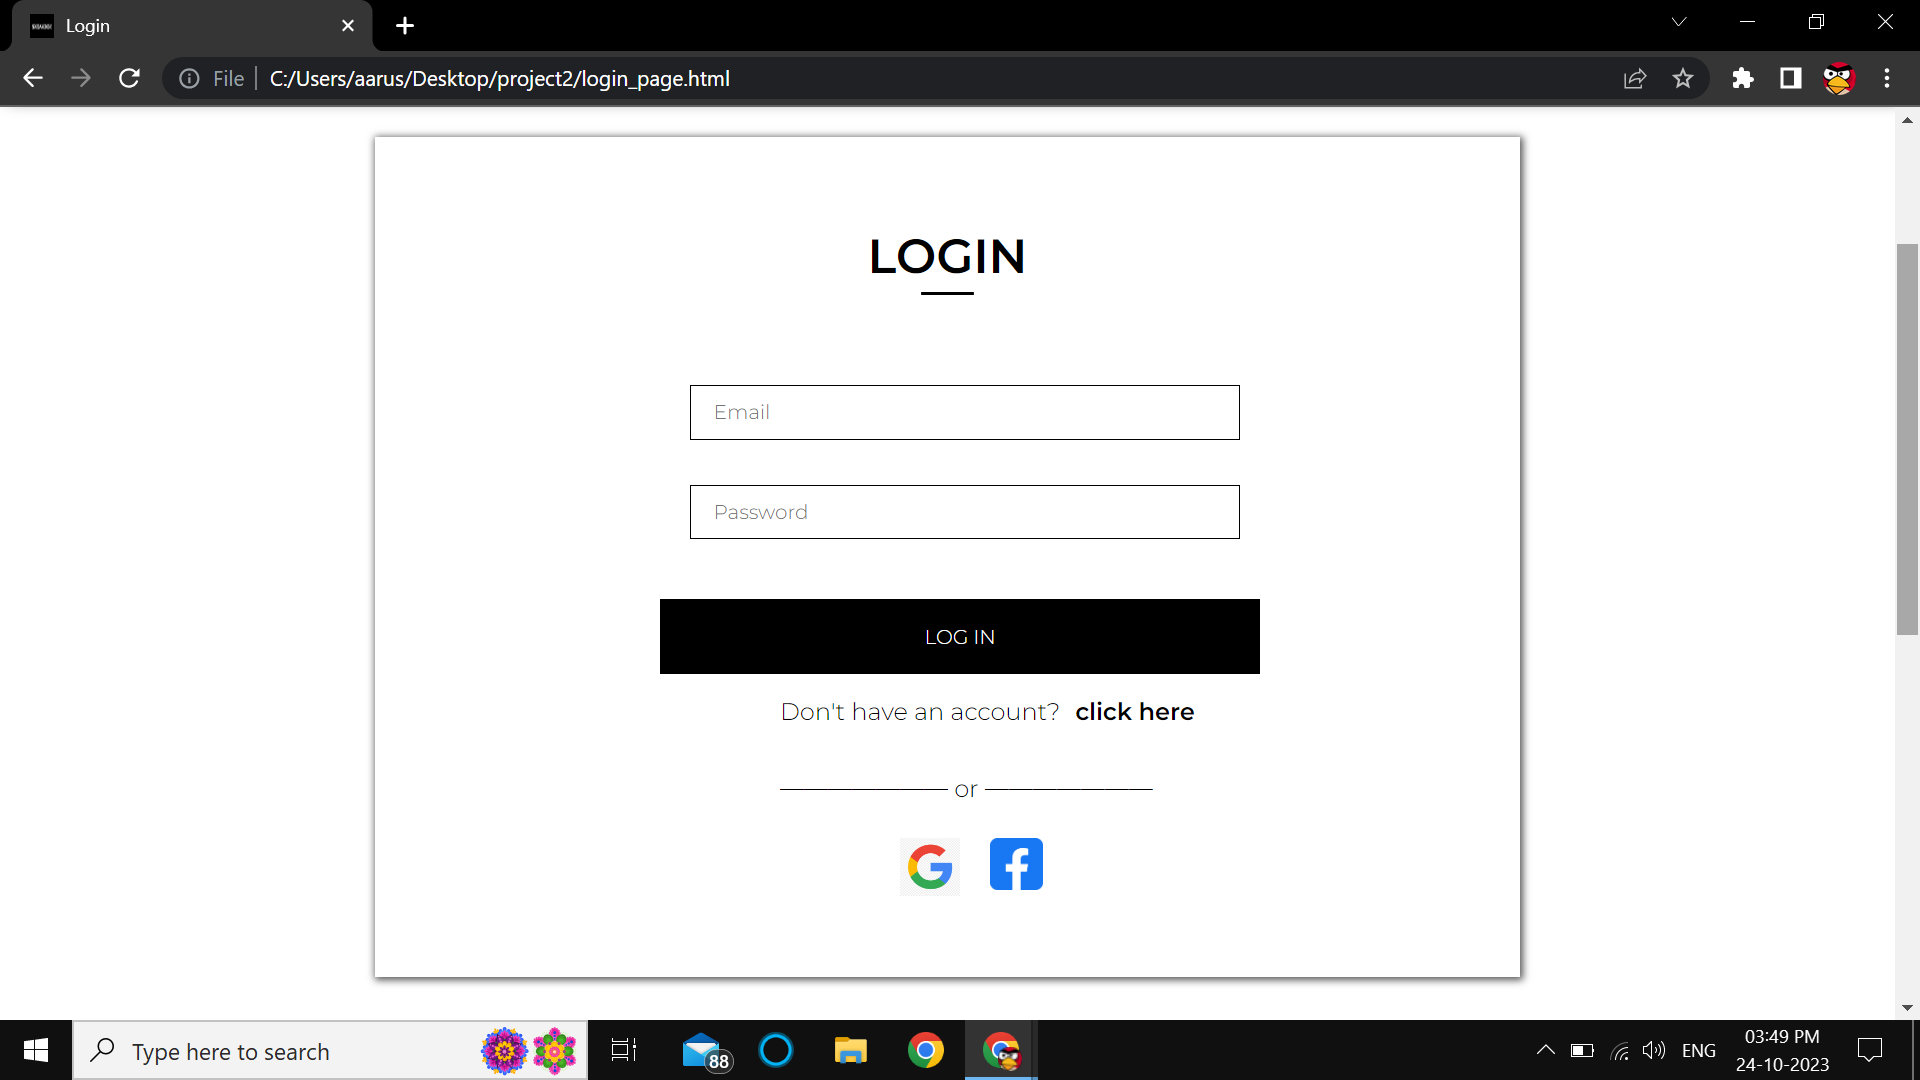 Login
File
C:/Users/aarus/Desktop/project2/login_page.html
LOGIN
Email
Password
LOG IN
Don't have an account? click here
or
Type here to search
88
ENG
03:49 PM
24-10-2023